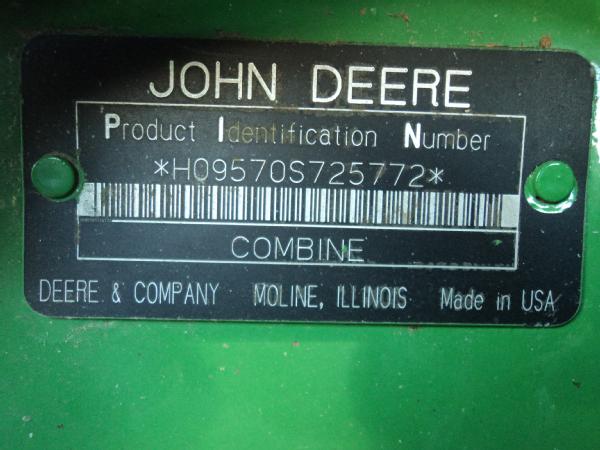 JOHN DEERE
Product Identification Number
*H09570S725772*
COMBINE
DEERE & COMPANY MOLINE, ILLINOIS Made in USA